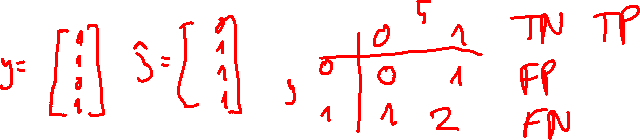 y= [1 1 0 1] ŷ= [0 1 1 1]
ŷ
0 1
y
0 0 1
1 1 2
TN TP
FP
FN